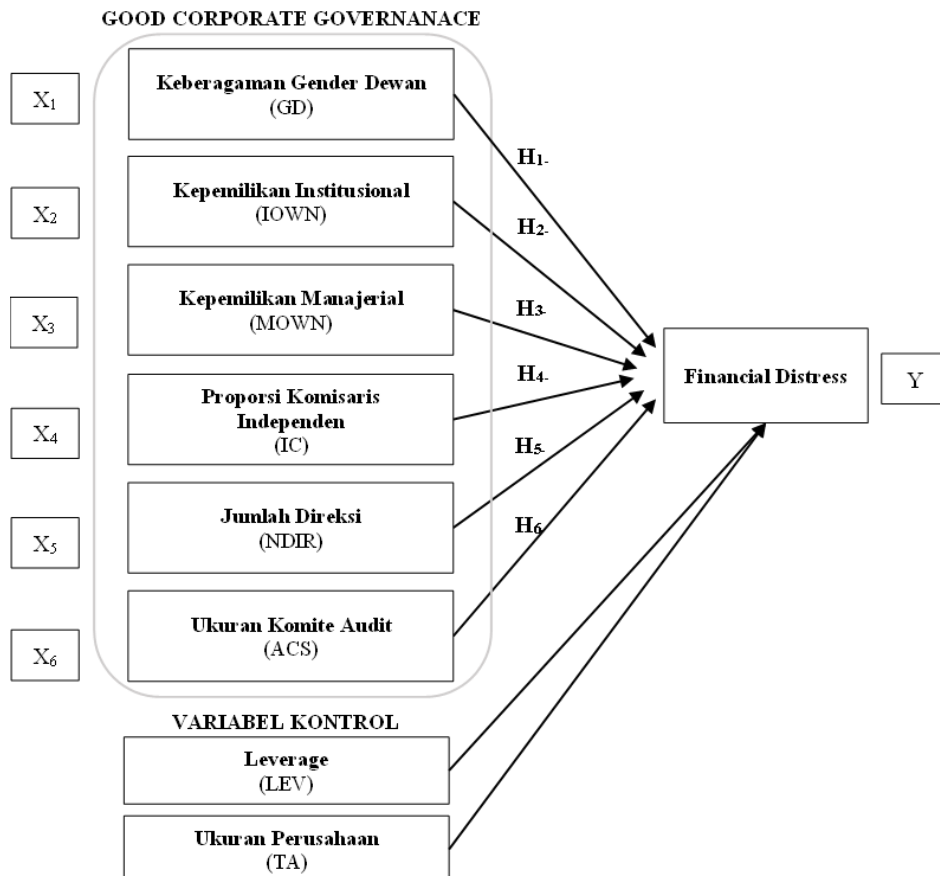 GOOD CORPORATE GOVERNANACE
X₁
Keberagaman Gender Dewan
(GD)
H₁-
X₂
Kepemilikan Institusional
(IOWN)
H₂-
X₃
Kepemilikan Manajerial
(MOWN)
H₃-
X₄
Proporsi Komisaris
Independen
(IC)
H₄-
X₅
Jumlah Direksi
(NDIR)
H₅-
X₆
Ukuran Komite Audit
(ACS)
H₆-
Financial Distress
Y
VARIABEL KONTROL
Leverage
(LEV)
Ukuran Perusahaan
(TA)